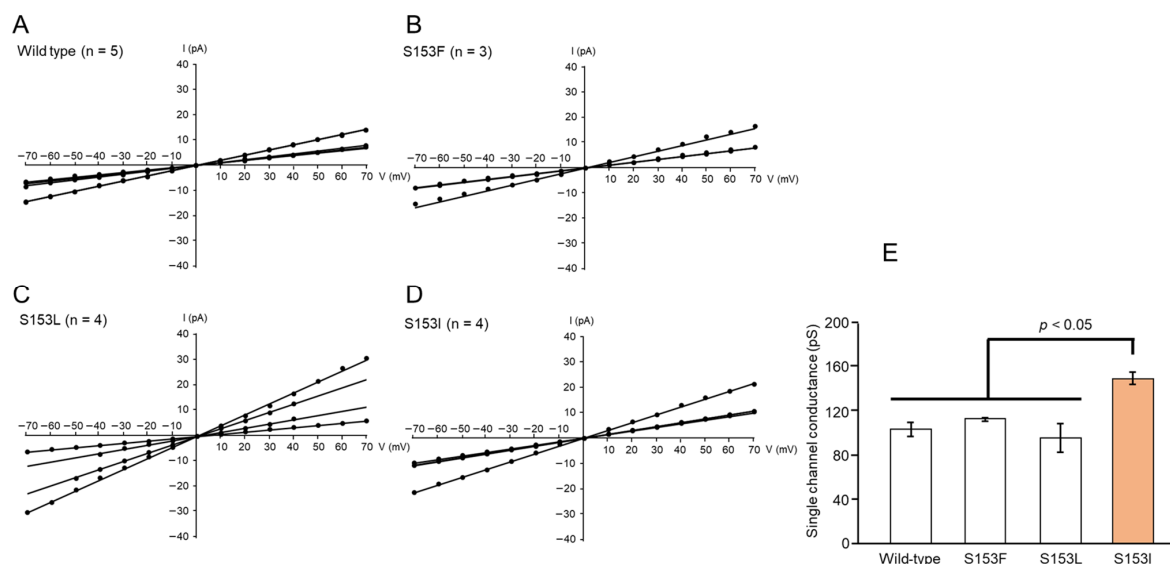 A
Wild type (n = 5)
I (pA)
40
30
20
10
−70 −60 −50 −40 −30 −20 −10
10 20 30 40 50 60 70 V (mV)
−10
−20
−30
−40
B
S153F (n = 3)
I (pA)
40
30
20
10
−70 −60 −50 −40 −30 −20 −10
10 20 30 40 50 60 70 V (mV)
−10
−20
−30
−40
C
S153L (n = 4)
I (pA)
40
30
20
10
−70 −60 −50 −40 −30 −20 −10
10 20 30 40 50 60 70
V (mV)
−10
−20
−30
−40
D
S153I (n = 4)
I (pA)
40
30
20
10
−70 −60 −50 −40 −30 −20 −10
10 20 30 40 50 60 70
V (mV)
−10
−20
−30
−40
E
Single channel conductance (pS)
200
160
120
80
40
0
p < 0.05
Wild-type S153F S153L S153I